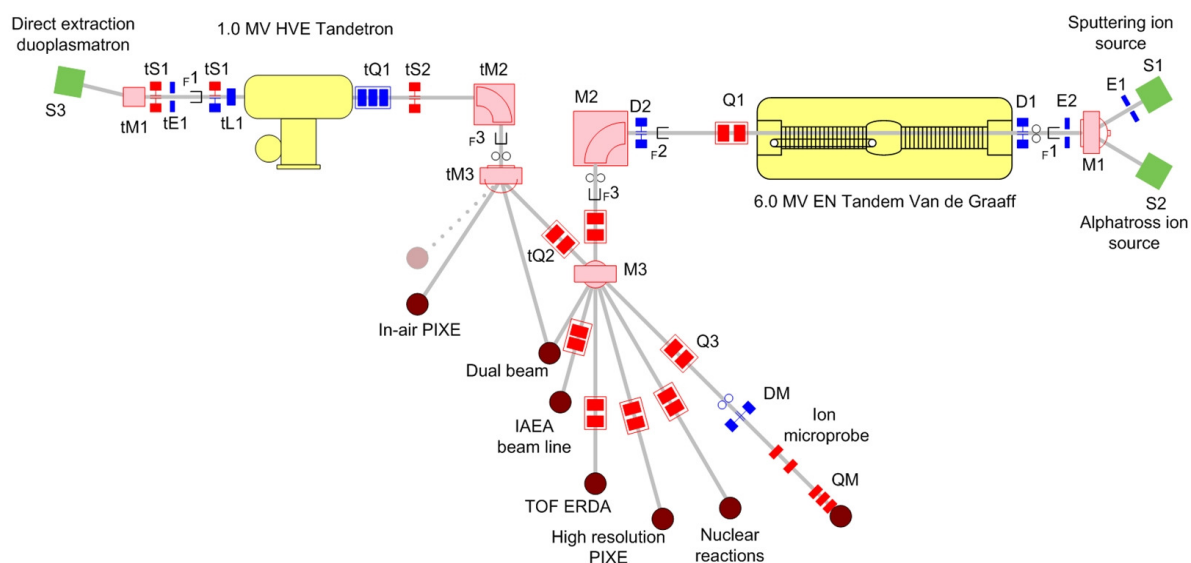 Direct extraction
duoplasmatron
1.0 MV HVE Tandetron
S3
tM1
tS1
tE1
F1
tS1
tL1
tQ1
tS2
tM2
F3
tM3
tQ2
In-air PIXE
Dual beam
IAEA
beam line
TOF ERDA
High resolution
PIXE
Nuclear
reactions
M2
D2
F2
F3
M3
Q1
6.0 MV EN Tandem Van de Graaff
D1
F1
E2
E1
M1
Sputtering ion
source
S1
S2
Alphatross ion
source
Q3
DM
Ion
microprobe
QM